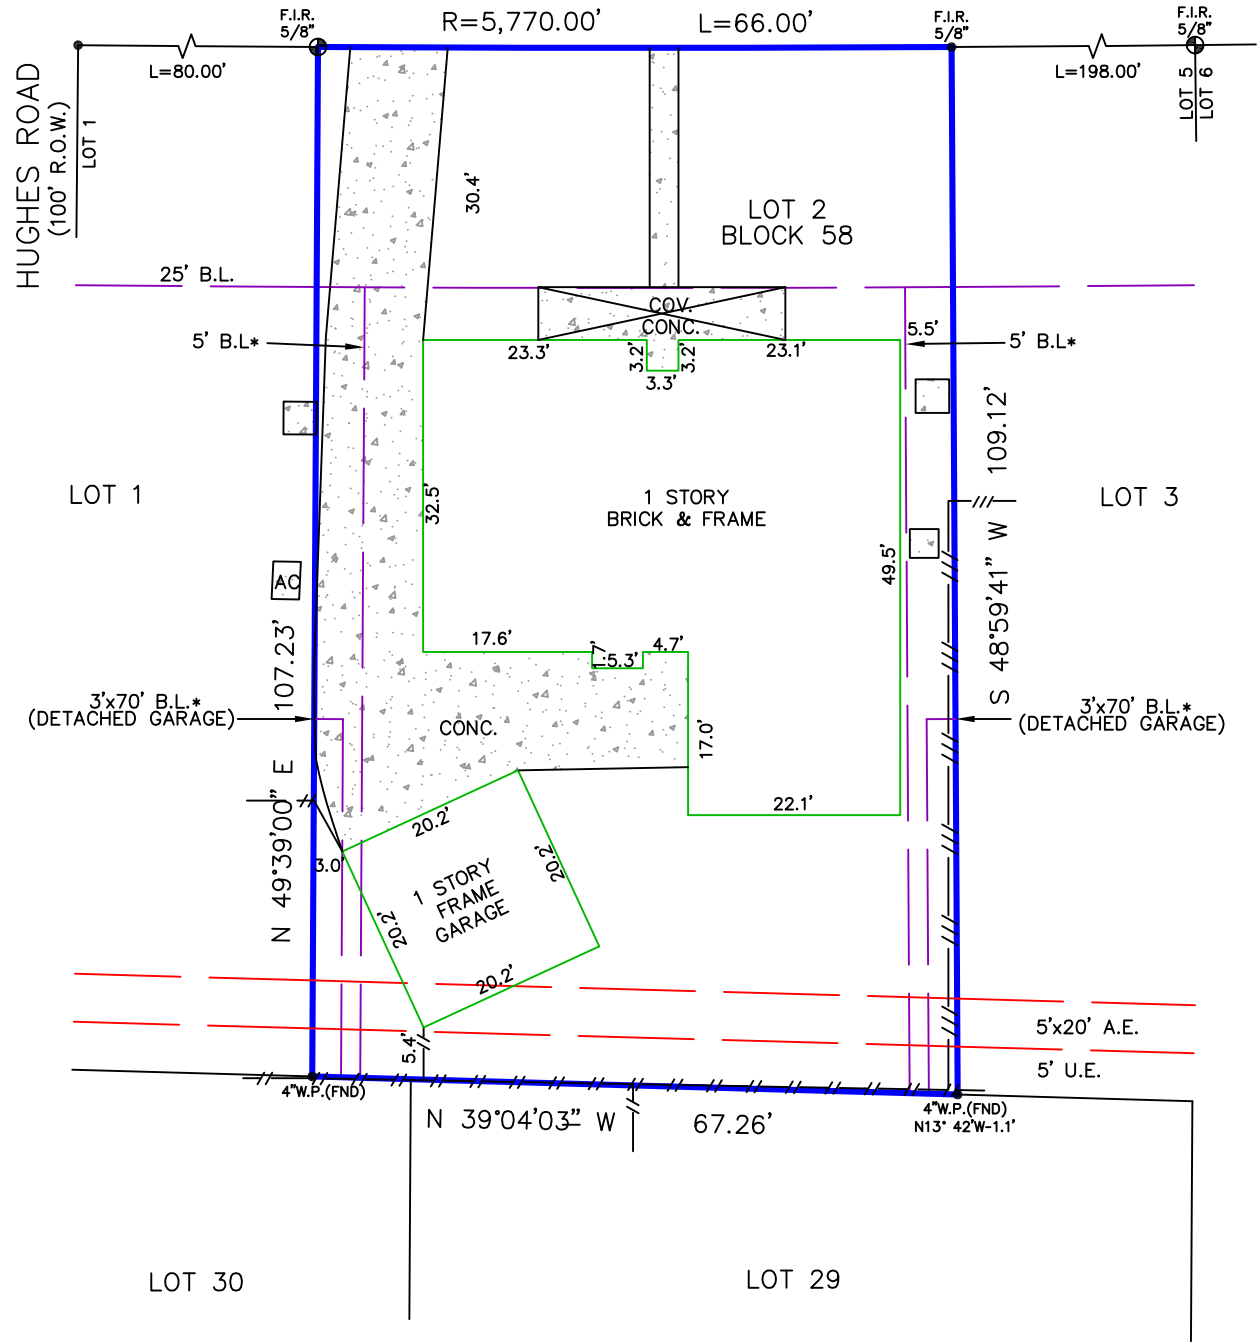 F.I.R.
5/8"
R=5,770.00'
L=66.00'
F.I.R.
5/8"
F.I.R.
5/8"
L=80.00'
L=198.00'
HUGHES ROAD
(100' R.O.W.)
LOT 1
LOT 5
LOT 6
30.4'
LOT 2
BLOCK 58
25' B.L.
COV.
CONC.
5' B.L*
5.5'
5' B.L*
23.3'
3.2'
3.2'
23.1'
3.3'
109.12'
LOT 1
32.5'
1 STORY
BRICK & FRAME
LOT 3
49.5'
AC
S 48°59'41" W
107.23'
17.6'
1.7'
5.3'
4.7'
3'x70' B.L.*
(DETACHED GARAGE)
CONC.
17.0'
3'x70' B.L.*
(DETACHED GARAGE)
N 49°39'00" E
22.1'
20.2'
3.0'
20.2'
1 STORY
FRAME
GARAGE
20.2'
20.2'
5'x20' A.E.
5.4'
5' U.E.
4"W.P.(FND)
N 39°04'03" W
67.26'
4"W.P.(FND)
N13° 42'W-1.1'
LOT 30
LOT 29